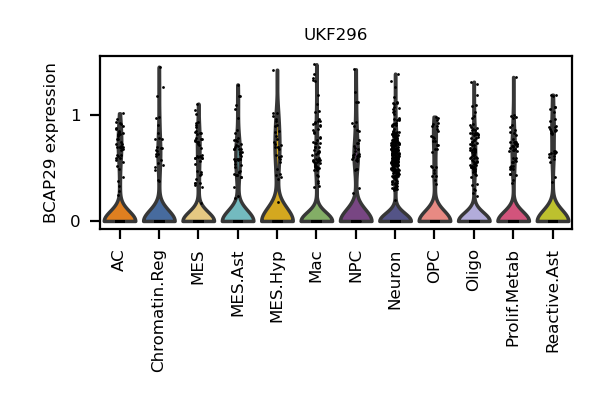 UKF296
BCAP29 expression
1
0
AC
Chromatin.Reg
MES
MES.Ast
MES.Hyp
Mac
NPC
Neuron
OPC
Oligo
Prolif.Metab
Reactive.Ast